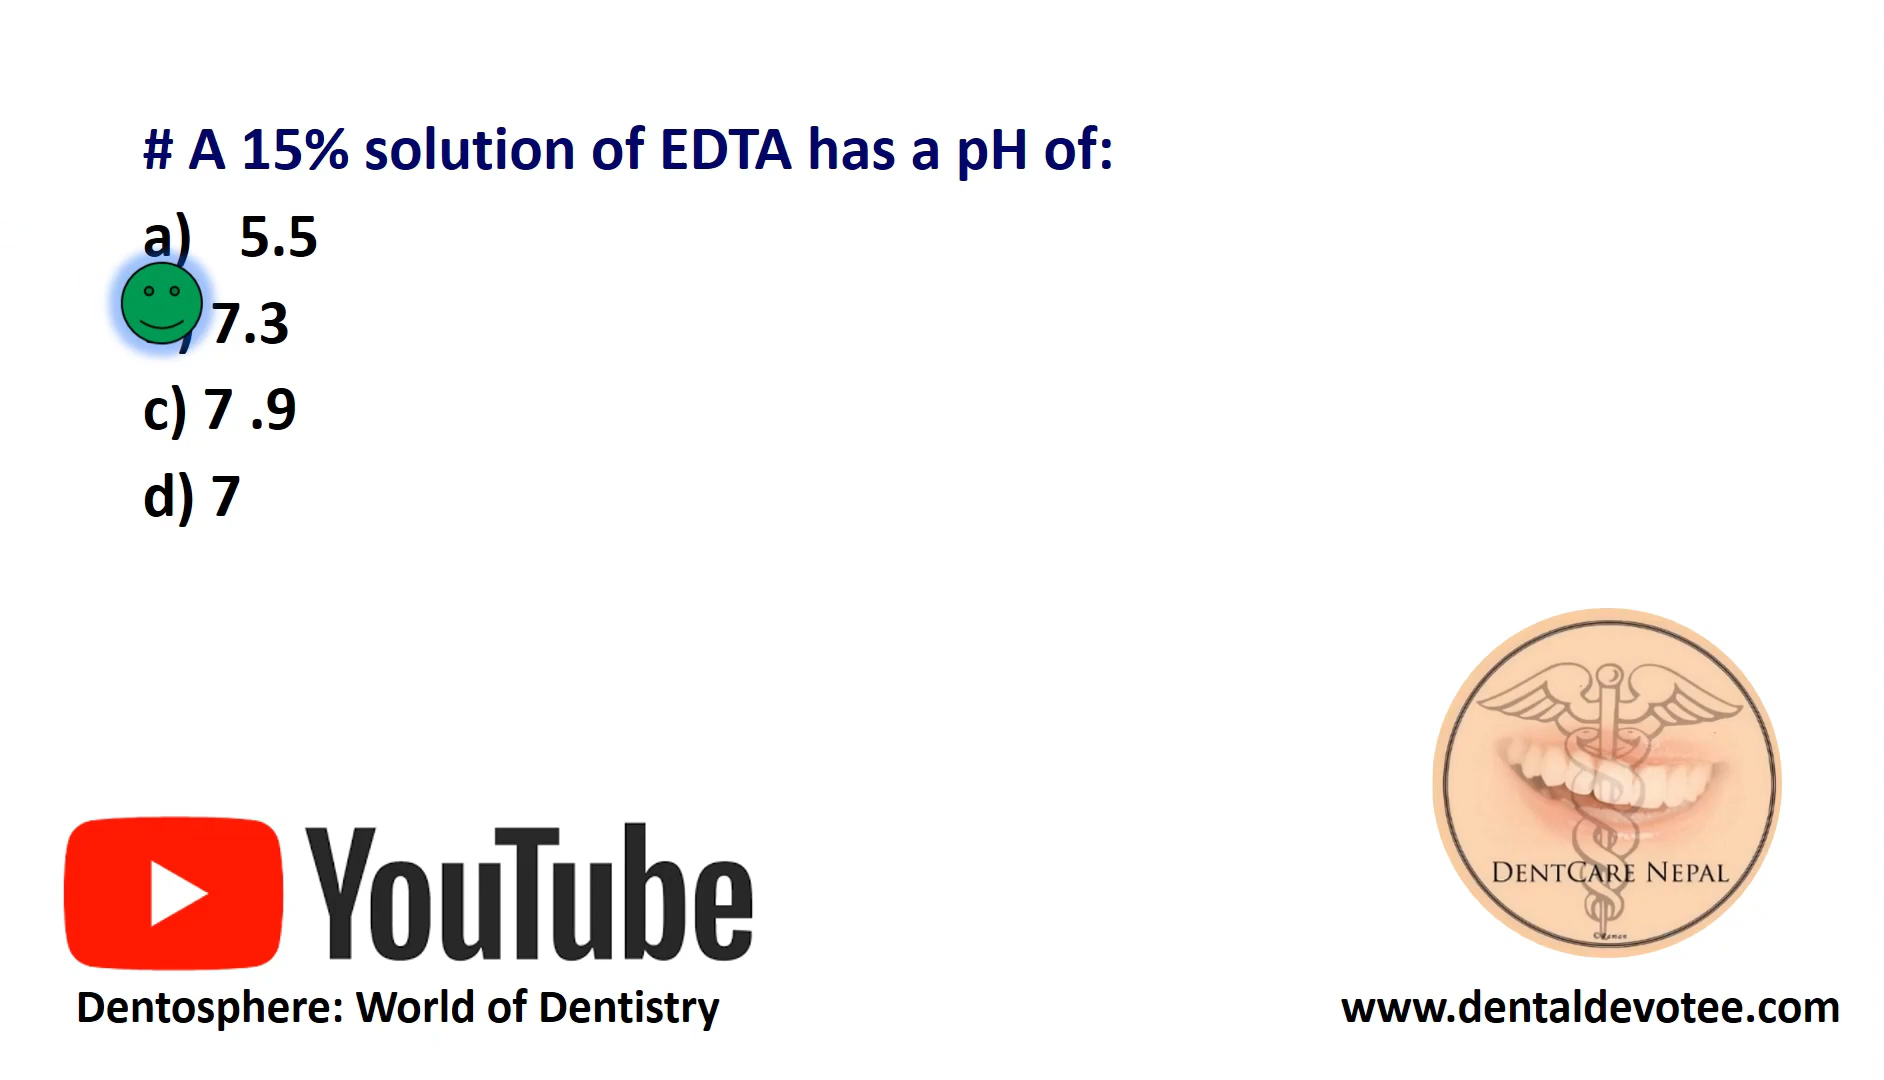 # A 15% solution of EDTA has a pH of:
a) 5.5
) 7.3
c) 7 .9
d) 7
DENTCARE NEPAL
YouTube
Dentosphere: World of Dentistry
www.dentaldevotee.com